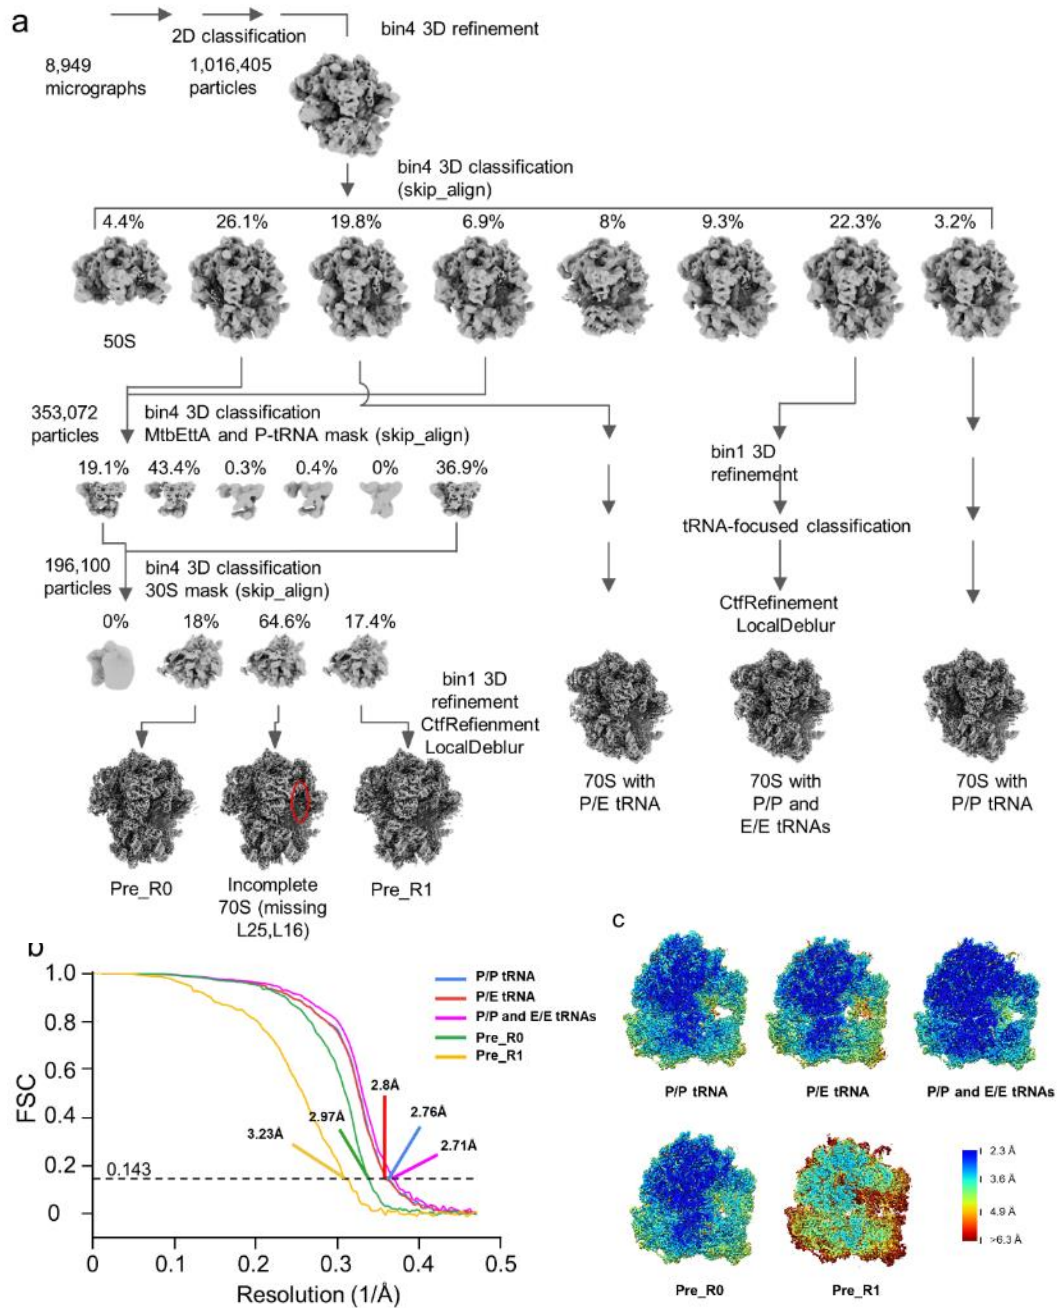 a
bin4 3D refinement
2D classification
8,949
micrographs
1,016,405
particles
bin4 3D classification
(skip_align)
4.4% 26.1% 19.8% 6.9% 8% 9.3% 22.3% 3.2%
50S
353,072
particles
bin4 3D classification
MtbEttA and P-tRNA mask (skip_align)
19.1% 43.4% 0.3% 0.4% 0% 36.9%
196,100
particles
bin4 3D classification
30S mask (skip_align)
0% 18% 64.6% 17.4%
bin1 3D
refinement
CtfRefienment
LocalDeblur
Pre_R0
Incomplete
70S (missing
L25,L16)
Pre_R1
bin1 3D
refinement
tRNA-focused classification
CtfRefinement
LocalDeblur
70S with
P/E tRNA
70S with
P/P and
E/E tRNAs
70S with
P/P tRNA
b
FSC
1.0
0.8
0.6
0.4
0.2
0
0.143
0 0.1 0.2 0.3 0.4 0.5
Resolution (1/Å)
P/P tRNA
P/E tRNA
P/P and E/E tRNAs
Pre_R0
Pre_R1
3.23Å
2.97Å
2.8Å
2.76Å
2.71Å
c
P/P tRNA
P/E tRNA
P/P and E/E tRNAs
Pre_R0
Pre_R1
2.3 Å
3.6 Å
4.9 Å
>6.3 Å